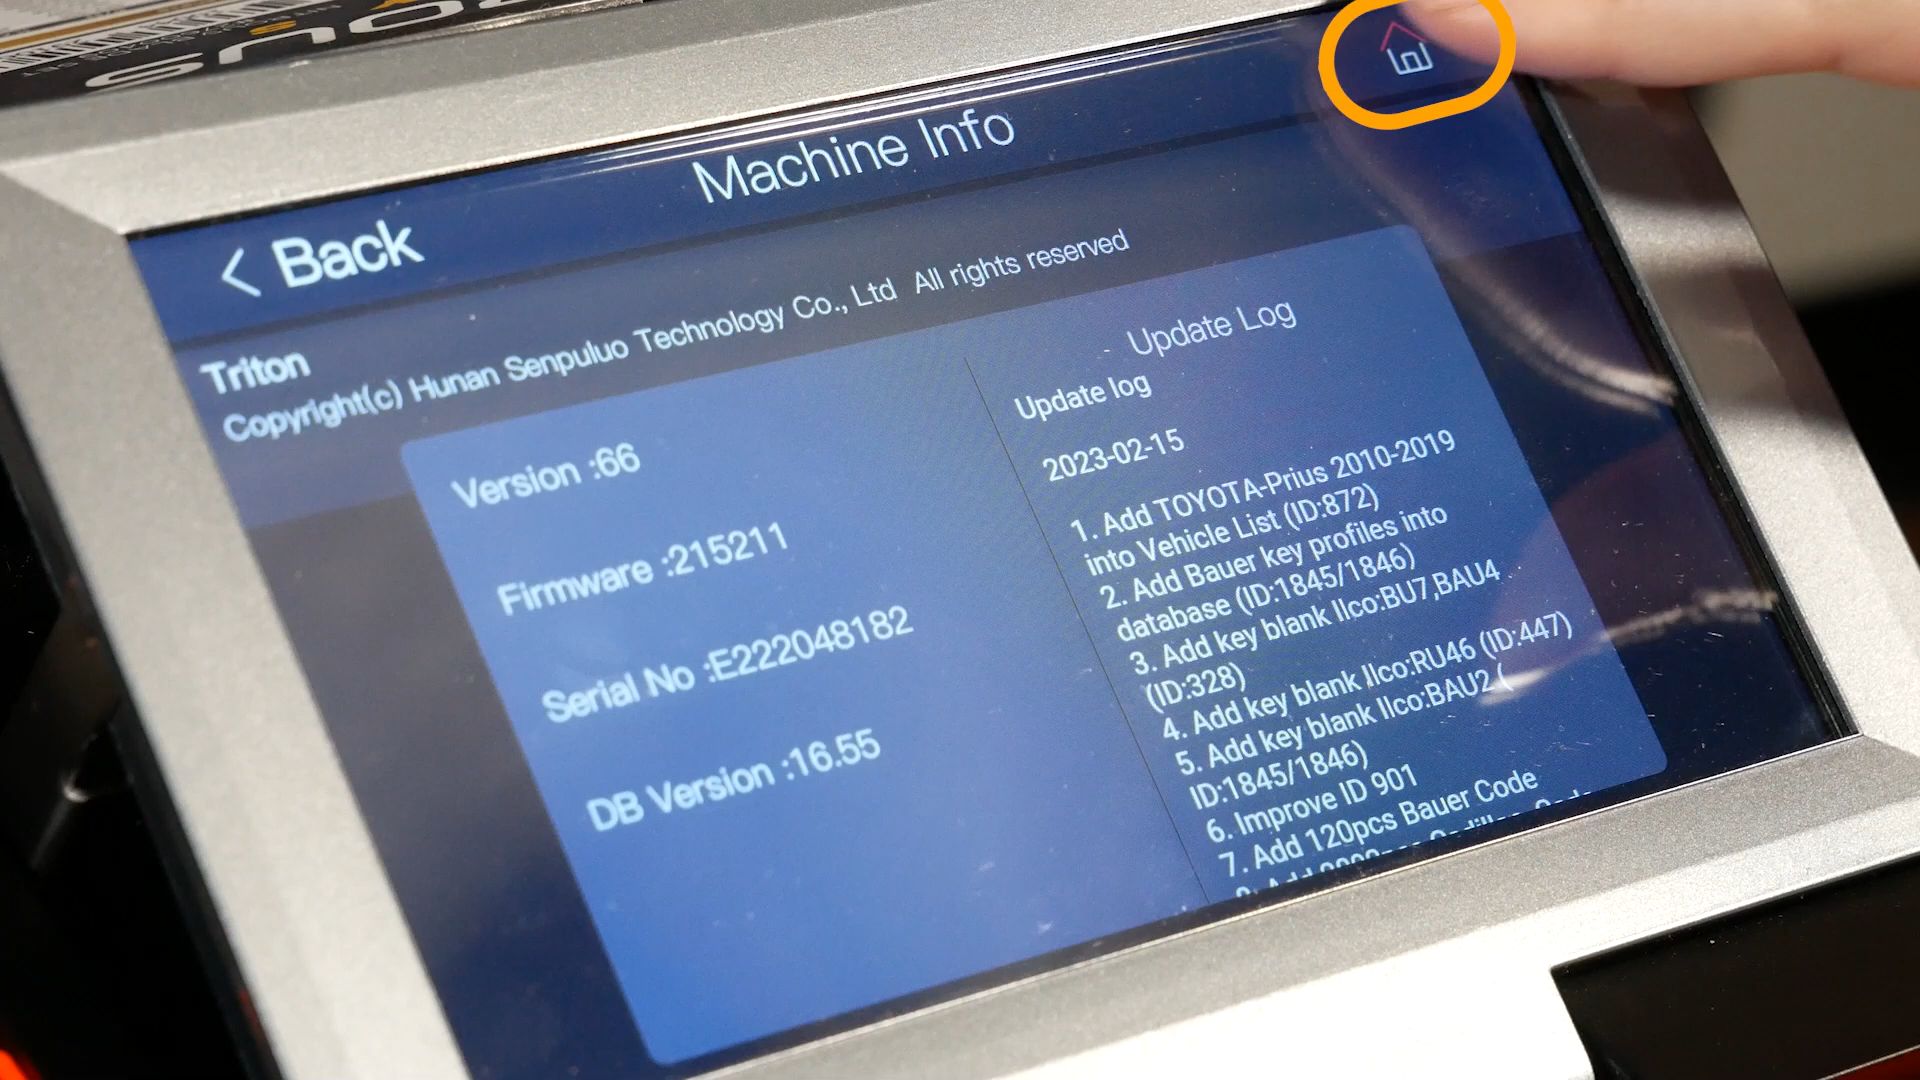 Machine Info
< Back
Triton
Copyright(c) Hunan Senpuluo Technology Co., Ltd All rights reserved
Version :66
Firmware :215211
Serial No :E222048182
DB Version :16.55
Update Log
Update log
2023-02-15
1. Add TOYOTA-Prius 2010-2019
into Vehicle List (ID:872)
2. Add Bauer key profiles into
database (ID:1845/1846)
3. Add key blank Ilco:BU7,BAU4
(ID:328)
4. Add key blank Ilco:RU46 (ID:447)
5. Add key blank Ilco:BAU2 (
ID:1845/1846)
6. Improve ID 901
7. Add 120pcs Bauer Code